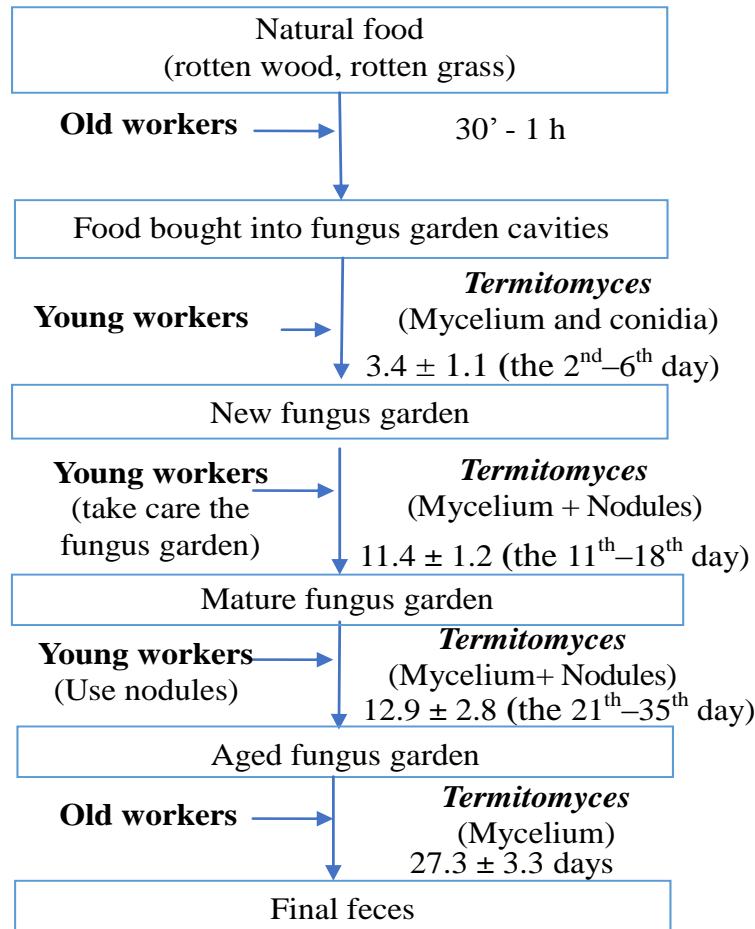 Natural food
(rotten wood, rotten grass)
Old workers
30’ - 1 h
Food bought into fungus garden cavities
Termitomyces
Young workers
(Mycelium and conidia)
3.4 ± 1.1 (the 2nd–6th day)
New fungus garden
Young workers
(take care the
fungus garden)
Termitomyces
(Mycelium + Nodules)
11.4 ± 1.2 (the 11th–18th day)
Mature fungus garden
Young workers
(Use nodules)
Termitomyces
(Mycelium+ Nodules)
12.9 ± 2.8 (the 21th–35th day)
Aged fungus garden
Old workers
Termitomyces
(Mycelium)
27.3 ± 3.3 days
Final feces